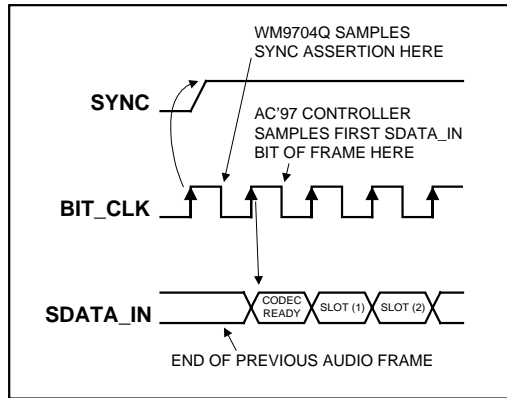 WM9704Q SAMPLES
SYNC ASSERTION HERE
SYNC
AC'97 CONTROLLER
SAMPLES FIRST SDATA_IN
BIT OF FRAME HERE
BIT_CLK
SDATA_IN
CODEC
READY
SLOT (1)
SLOT (2)
END OF PREVIOUS AUDIO FRAME